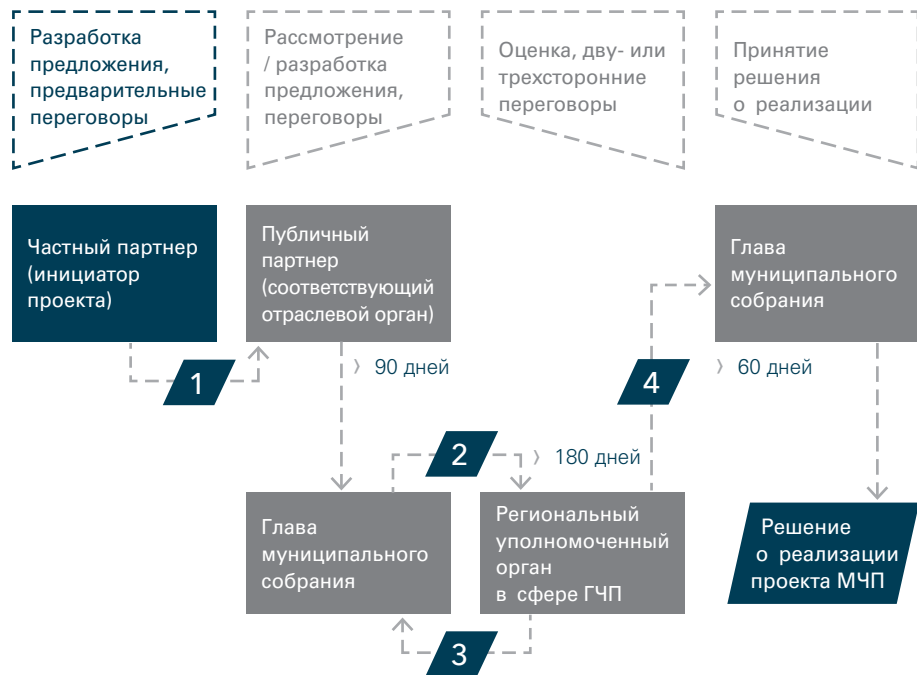 Разработка
предложения,
предварительные
переговоры
Рассмотрение
/ разработка
предложения,
переговоры
Оценка, дву- или
трехсторонние
переговоры
Принятие
решения
о реализации
Частный партнер
(инициатор
проекта)
Публичный
партнер
(соответствующий
отраслевой орган)
Глава
муниципального
собрания
1
〉 90 дней
4
〉 60 дней
2
〉 180 дней
Глава
муниципального
собрания
Региональный
уполномоченный
орган
в сфере ГЧП
Решение
о реализации
проекта МЧП
3